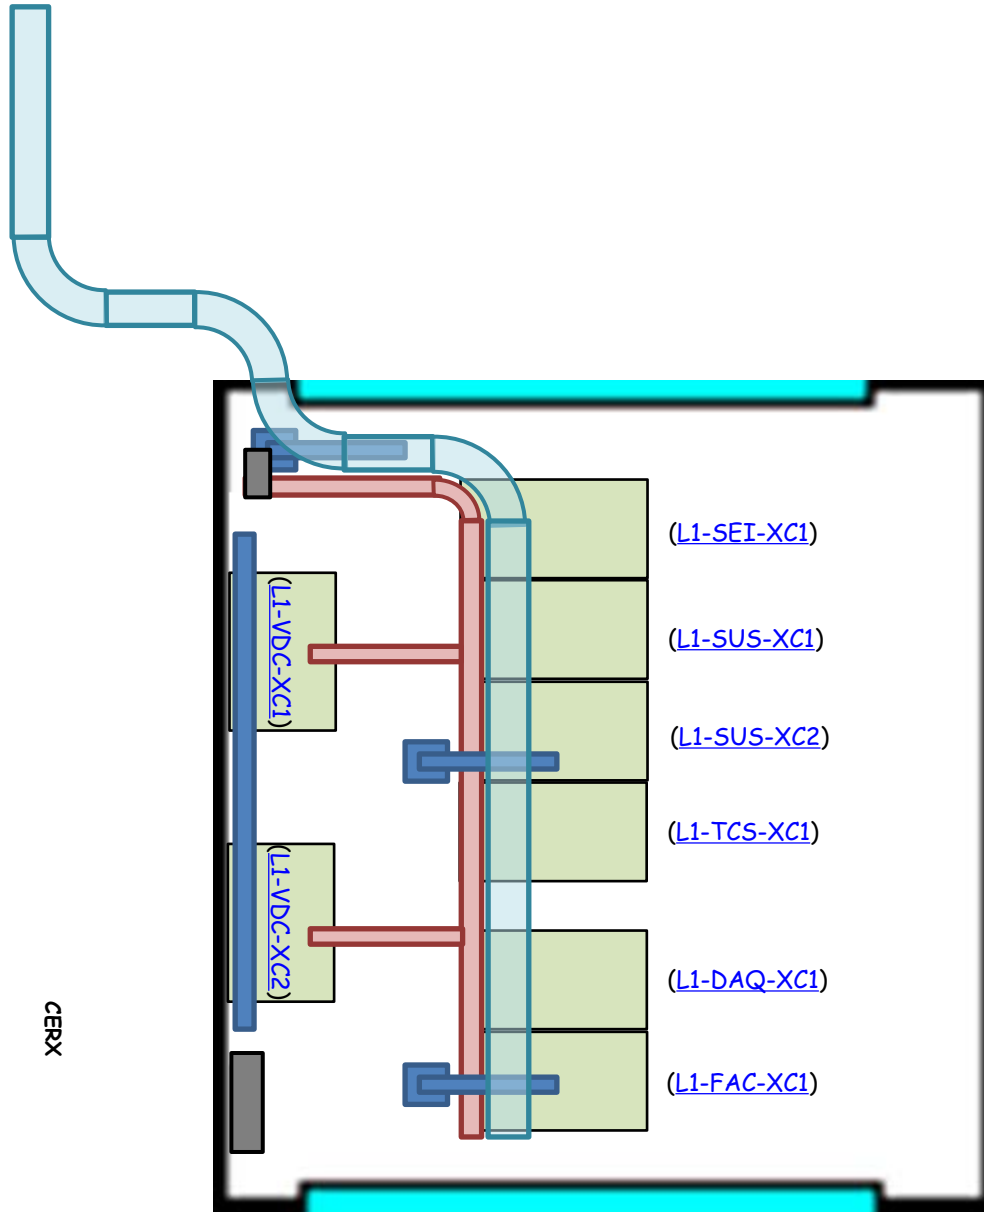 (L1-SEI-XC1)
(L1-VDC-XC1)
(L1-SUS-XC1)
(L1-SUS-XC2)
(L1-TCS-XC1)
(L1-VDC-XC2)
(L1-DAQ-XC1)
CERX
(L1-FAC-XC1)